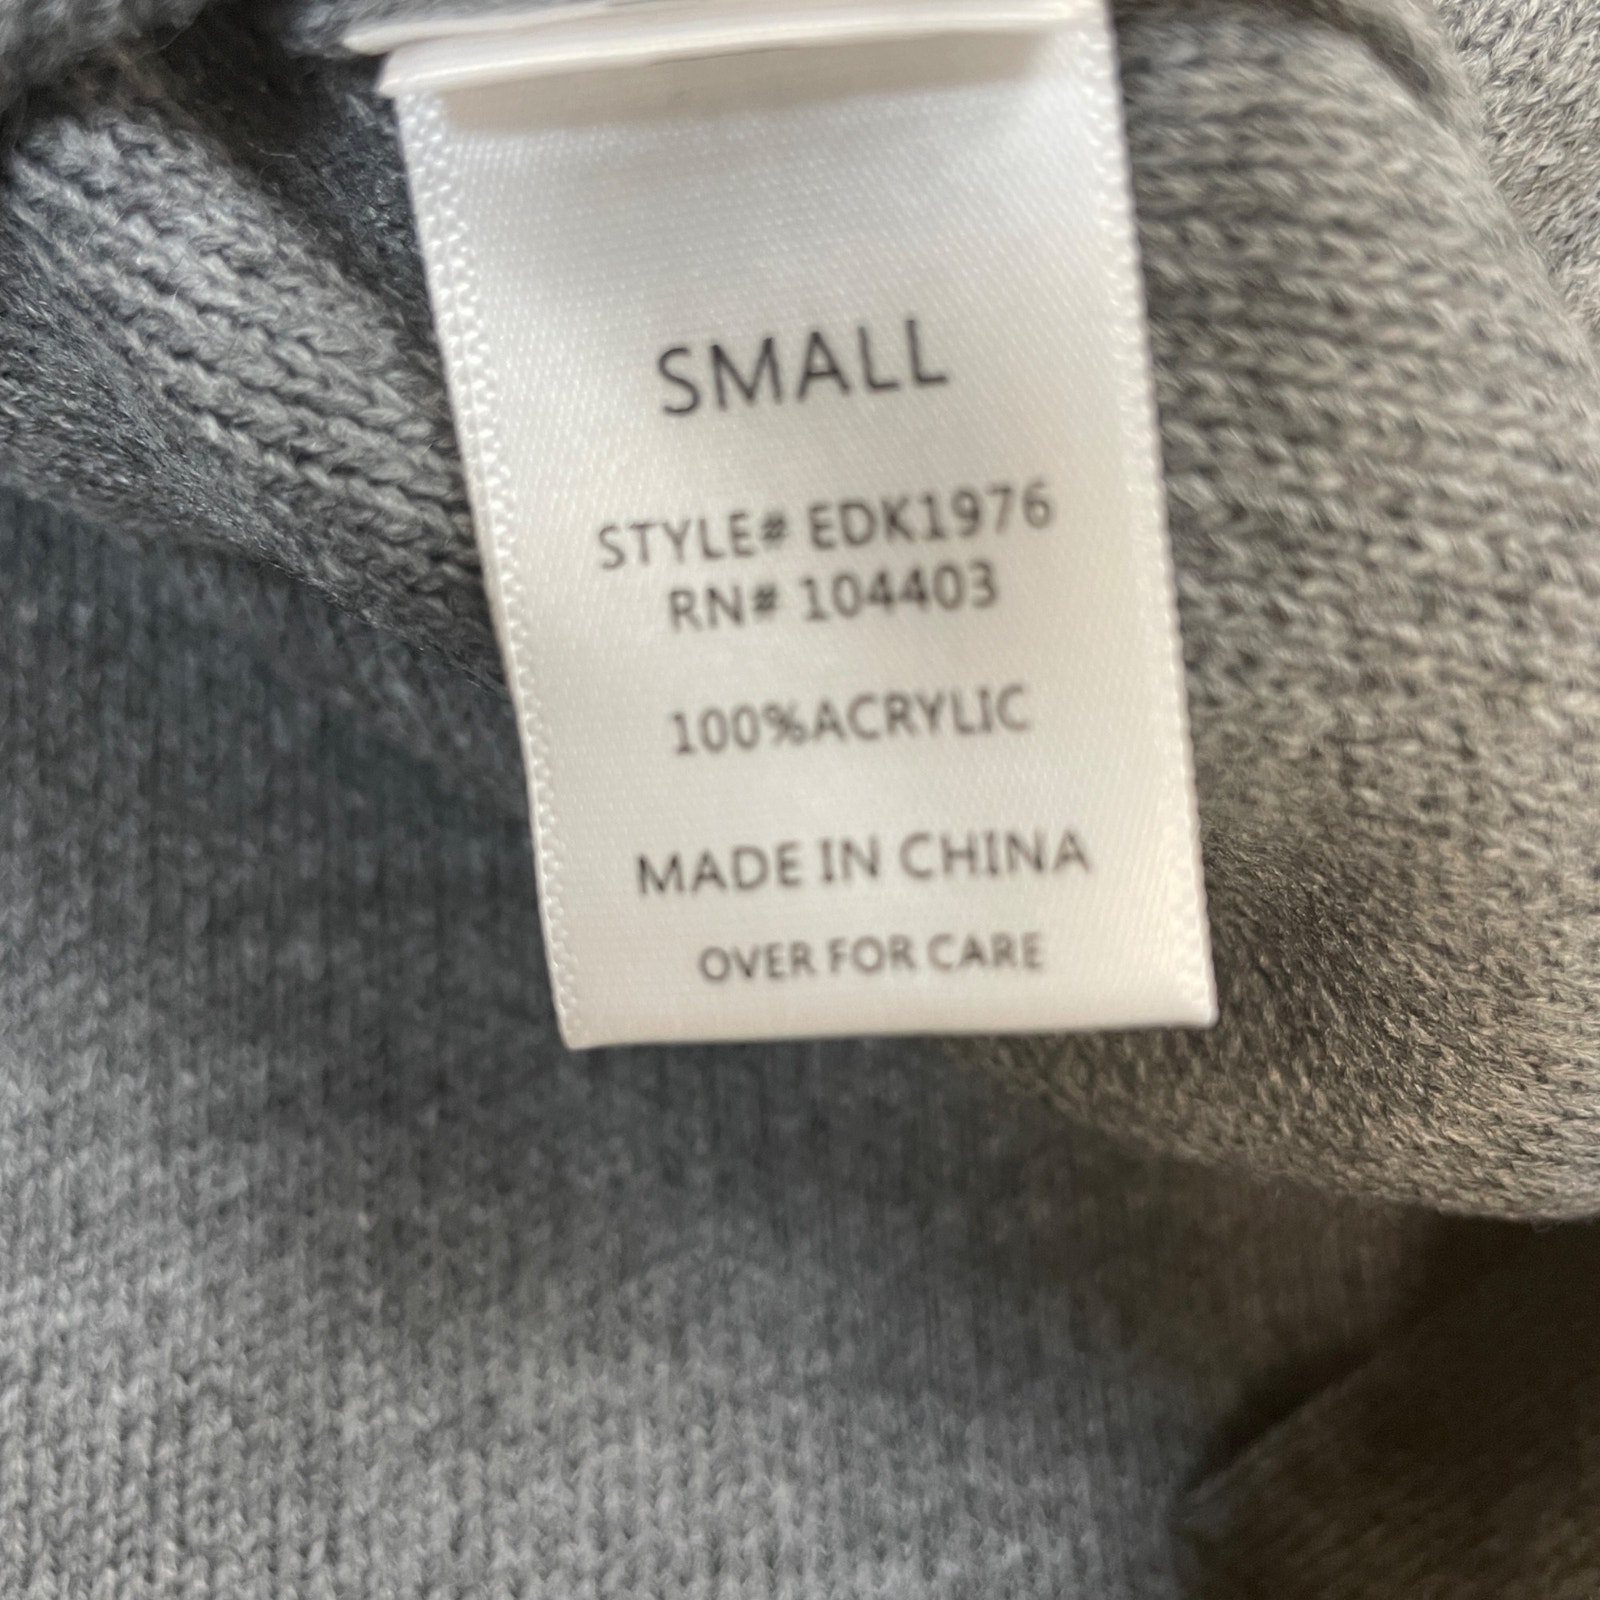 SMALL
STYLE# EDK1976
RN# 104403
100%ACRYLIC
MADE IN CHINA
OVER FOR CARE